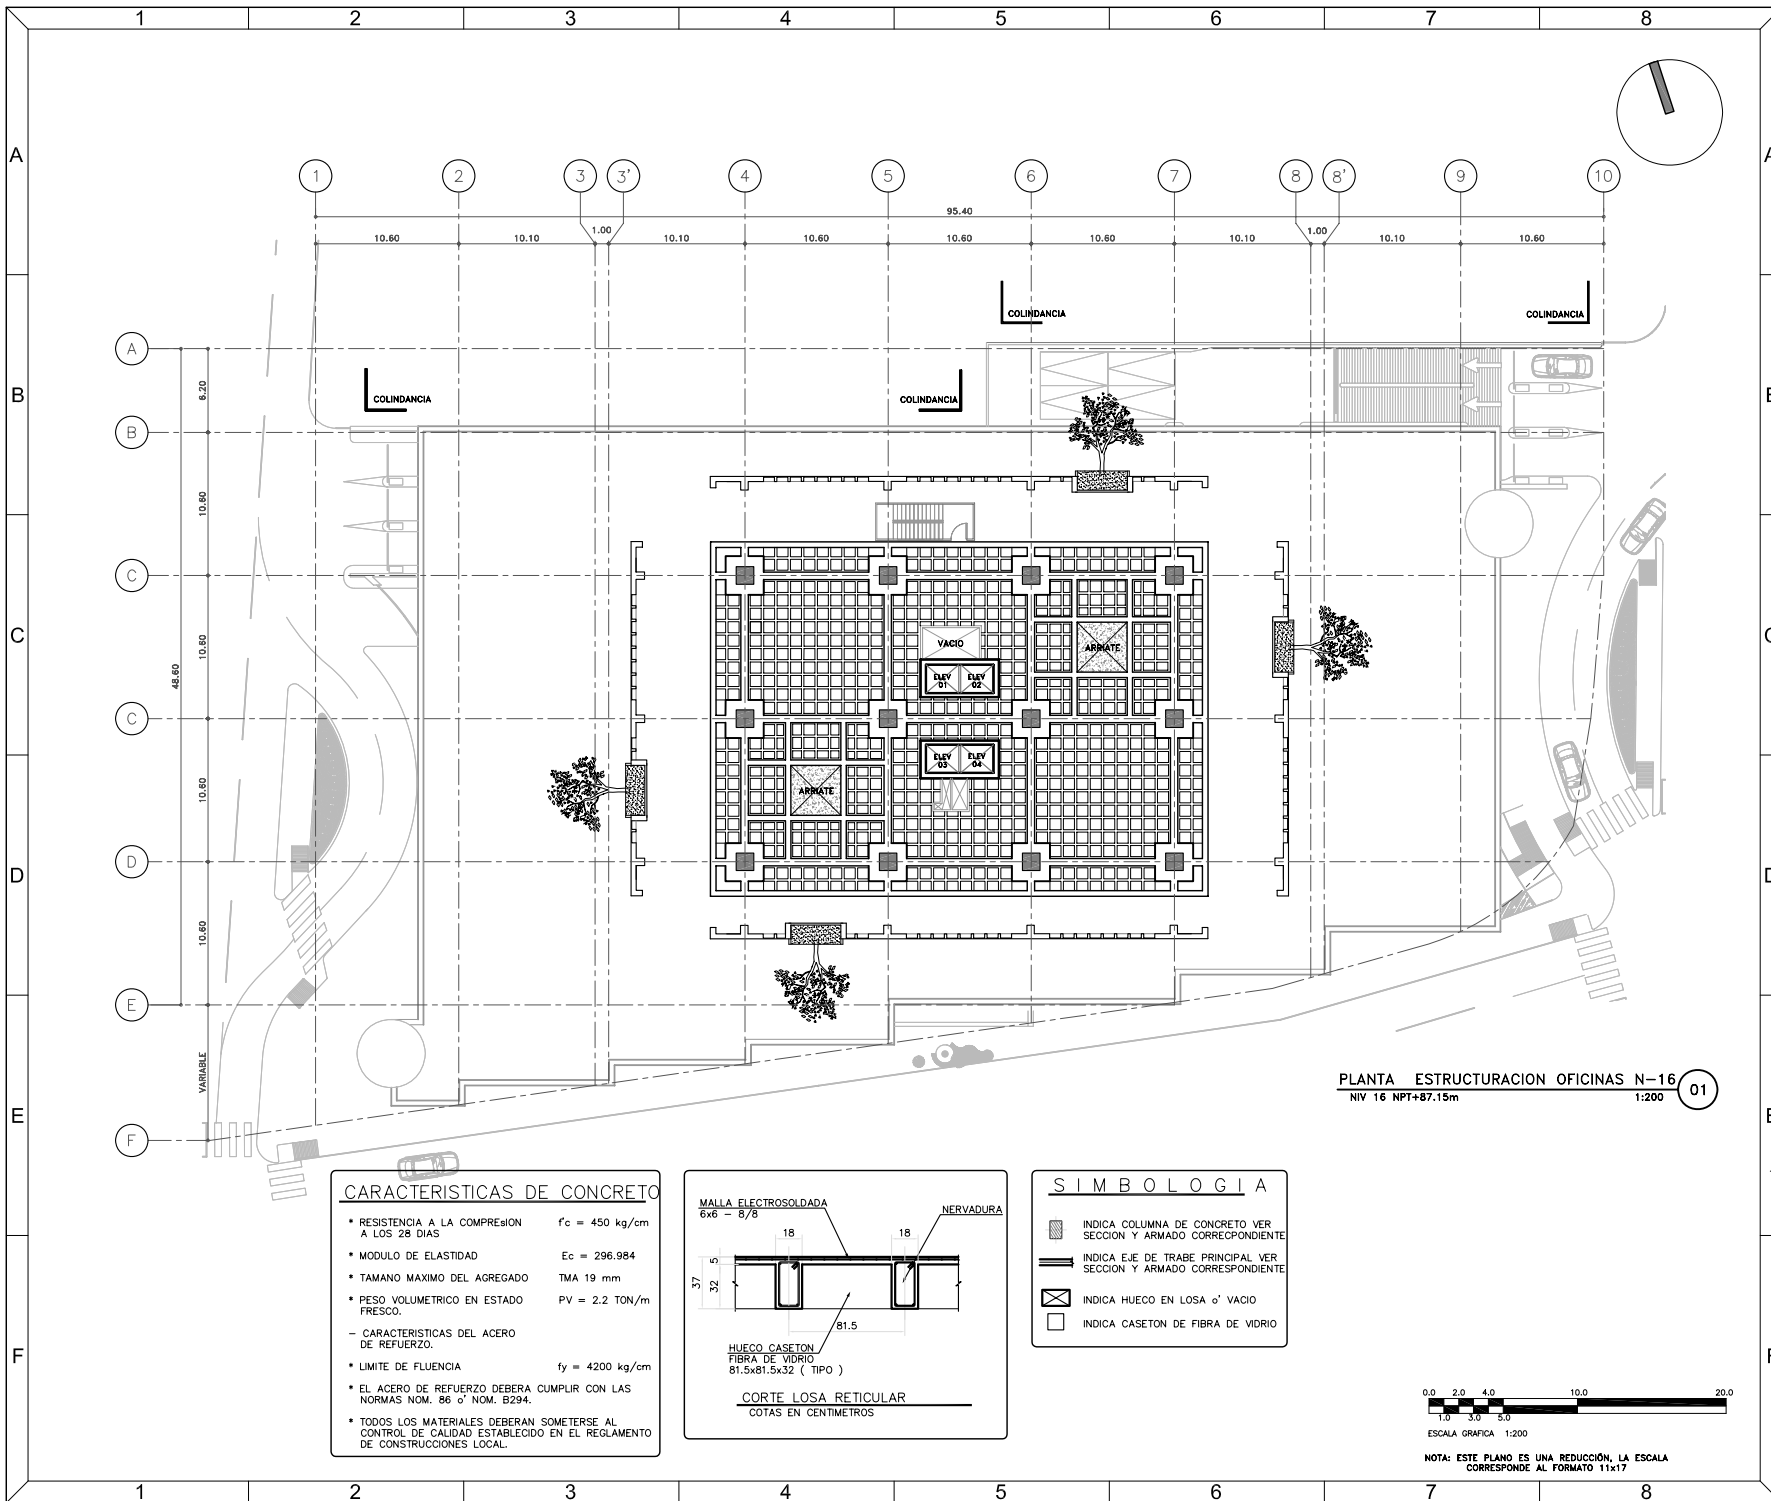 1 2 3 4 5 6 7 8
A
B
C
D
E
F
1 2 3 3' 4 5 6 7 8 8' 9 10
95.40
10.60 10.10 1.00 10.10 10.60 10.60 10.60 10.10 1.00 10.10 10.60
COLINDANCIA
COLINDANCIA
COLINDANCIA
COLINDANCIA
A
B
C
C
D
E
F
6.20
10.60
10.60
10.60
10.60
VARIABLE
48.60
VACIO
ELEV
01
ELEV
02
ARRIATE
ELEV
03
ELEV
04
ARRIATE
PLANTA ESTRUCTURACION OFICINAS N-16
NIV 16 NPT+87.15m 1:200
01
CARACTERISTICAS DE CONCRETO
* RESISTENCIA A LA COMPRESION f'c = 450 kg/cm
A LOS 28 DIAS
* MODULO DE ELASTIDAD Ec = 296.984
* TAMANO MAXIMO DEL AGREGADO TMA 19 mm
* PESO VOLUMETRICO EN ESTADO PV = 2.2 TON/m
FRESCO.
- CARACTERISTICAS DEL ACERO
DE REFUERZO.
* LIMITE DE FLUENCIA fy = 4200 kg/cm
* EL ACERO DE REFUERZO DEBERA CUMPLIR CON LAS
NORMAS NOM. 86 o' NOM. B294.
* TODOS LOS MATERIALES DEBERAN SOMETERSE AL
CONTROL DE CALIDAD ESTABLECIDO EN EL REGLAMENTO
DE CONSTRUCCIONES LOCAL.
MALLA ELECTROSOLDADA
6x6 - 8/8
NERVADURA
18 18
5
32
37
81.5
HUECO CASETON
FIBRA DE VIDRIO
81.5x81.5x32 ( TIPO )
CORTE LOSA RETICULAR
COTAS EN CENTIMETROS
SIMBOLOGIA
INDICA COLUMNA DE CONCRETO VER
SECCION Y ARMADO CORRECPONDIENTE
INDICA EJE DE TRABE PRINCIPAL VER
SECCION Y ARMADO CORRESPONDIENTE
INDICA HUECO EN LOSA o' VACIO
INDICA CASETON DE FIBRA DE VIDRIO
0.0 2.0 4.0 10.0 20.0
1.0 3.0 5.0
ESCALA GRAFICA 1:200
NOTA: ESTE PLANO ES UNA REDUCCIÓN, LA ESCALA
CORRESPONDE AL FORMATO 11x17
1 2 3 4 5 6 7 8